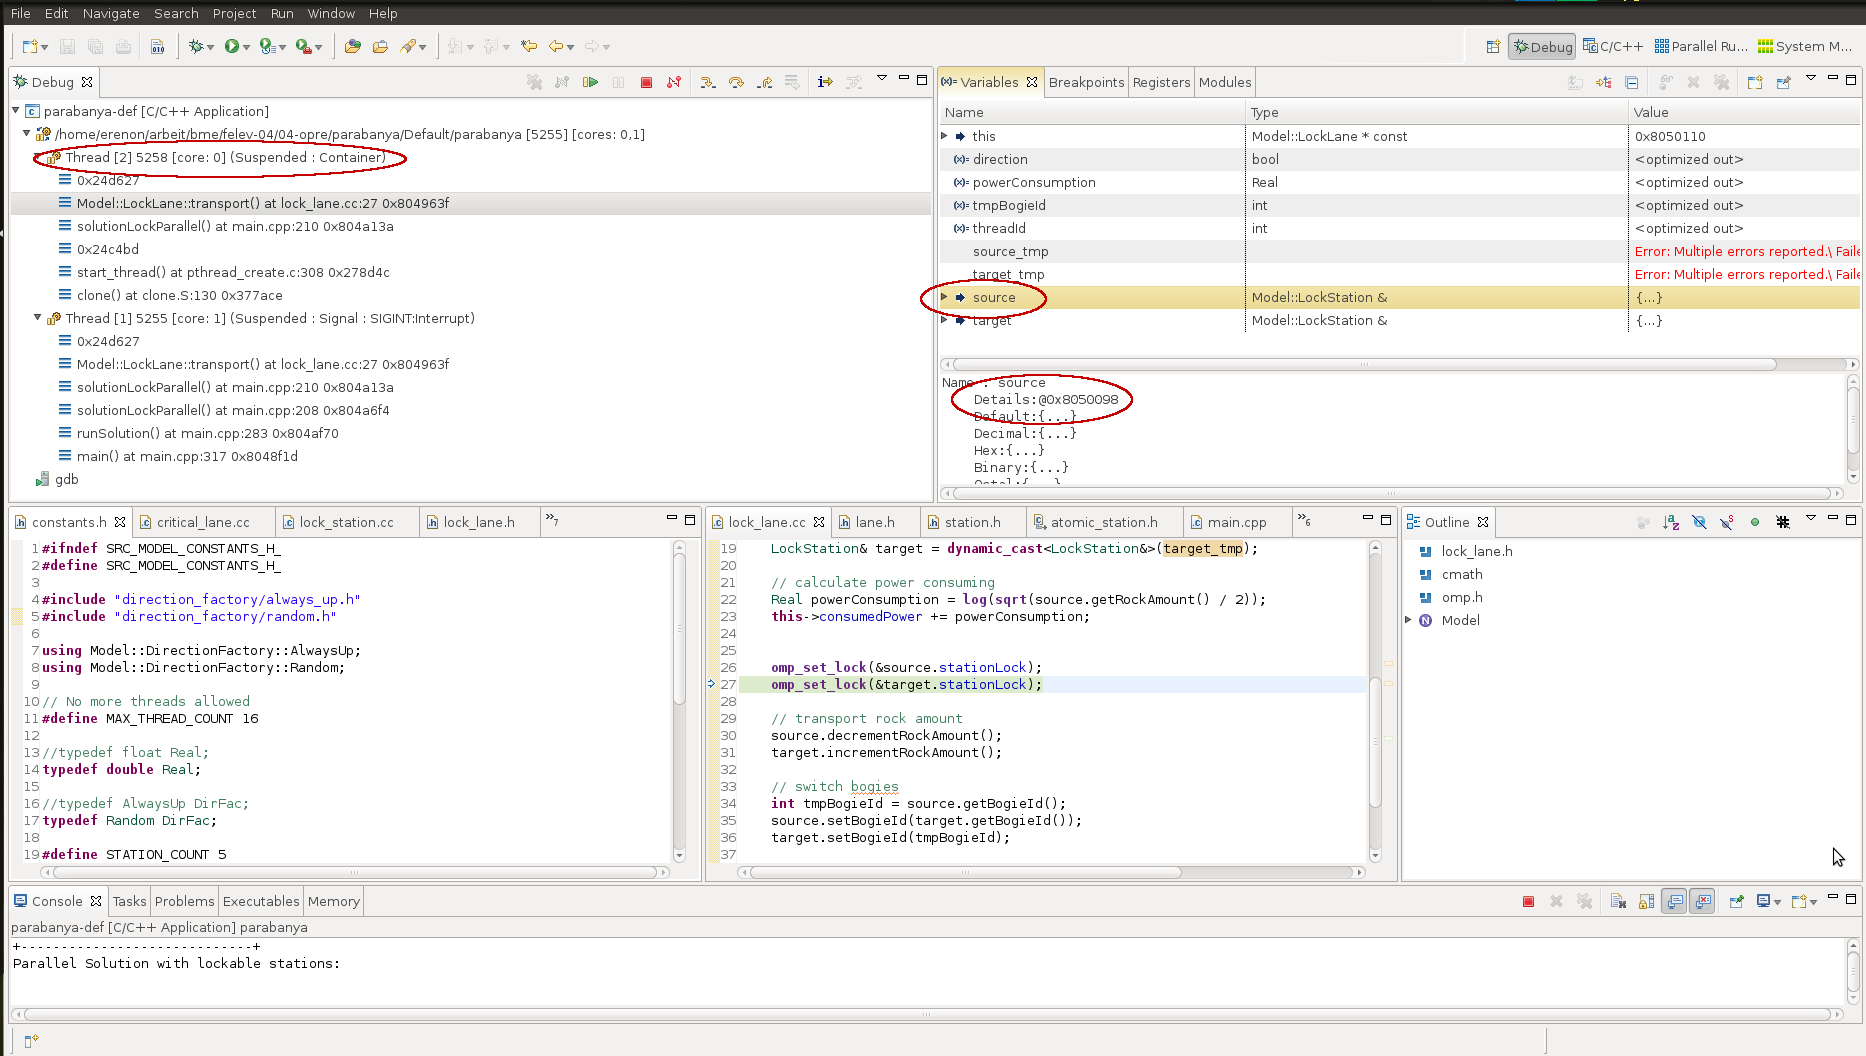 File Edit Navigate Search Project Run Window Help
Debug C/C++ Parallel Ru... System M...
Debug
parabanya-def [C/C++ Application]
/home/erenon/arbeit/bme/felev-04/04-opre/parabanya/Default/parabanya [5255] [cores: 0,1]
Thread [2] 5258 [core: 0] (Suspended : Container)
0x24d627
Model::LockLane::transport() at lock_lane.cc:27 0x804963f
solutionLockParallel() at main.cpp:210 0x804a13a
0x24c4bd
start_thread() at pthread_create.c:308 0x278d4c
clone() at clone.S:130 0x377ace
Thread [1] 5255 [core: 1] (Suspended : Signal : SIGINT:Interrupt)
0x24d627
Model::LockLane::transport() at lock_lane.cc:27 0x804963f
solutionLockParallel() at main.cpp:210 0x804a13a
solutionLockParallel() at main.cpp:208 0x804a6f4
runSolution() at main.cpp:283 0x804af70
main() at main.cpp:317 0x8048f1d
gdb
(x)= Variables Breakpoints Registers Modules
Name Type Value
this Model::LockLane * const 0x8050110
(x)= direction bool <optimized out>
(x)= powerConsumption Real <optimized out>
(x)= tmpBogieId int <optimized out>
(x)= threadId int <optimized out>
source_tmp Error: Multiple errors reported.\ Faile
target_tmp Error: Multiple errors reported.\ Faile
source Model::LockStation & {...}
target Model::LockStation & {...}
Name : source
Details:@0x8050098
Default:{...}
Decimal:{...}
Hex:{...}
Binary:{...}
Octal:{...}
constants.h critical_lane.cc lock_station.cc lock_lane.h »7
1 #ifndef SRC_MODEL_CONSTANTS_H_
2 #define SRC_MODEL_CONSTANTS_H_
3
4 #include "direction_factory/always_up.h"
5 #include "direction_factory/random.h"
6
7 using Model::DirectionFactory::AlwaysUp;
8 using Model::DirectionFactory::Random;
9
10 // No more threads allowed
11 #define MAX_THREAD_COUNT 16
12
13 //typedef float Real;
14 typedef double Real;
15
16 //typedef AlwaysUp DirFac;
17 typedef Random DirFac;
18
19 #define STATION_COUNT 5
lock_lane.cc lane.h station.h atomic_station.h main.cpp »6
19 LockStation& target = dynamic_cast<LockStation&>(target_tmp);
20
21 // calculate power consuming
22 Real powerConsumption = log(sqrt(source.getRockAmount() / 2));
23 this->consumedPower += powerConsumption;
24
25
26 omp_set_lock(&source.stationLock);
27 omp_set_lock(&target.stationLock);
28
29 // transport rock amount
30 source.decrementRockAmount();
31 target.incrementRockAmount();
32
33 // switch bogies
34 int tmpBogieId = source.getBogieId();
35 source.setBogieId(target.getBogieId());
36 target.setBogieId(tmpBogieId);
37
Outline
lock_lane.h
cmath
omp.h
Model
Console Tasks Problems Executables Memory
parabanya-def [C/C++ Application] parabanya
+-----------------------------+
Parallel Solution with lockable stations: